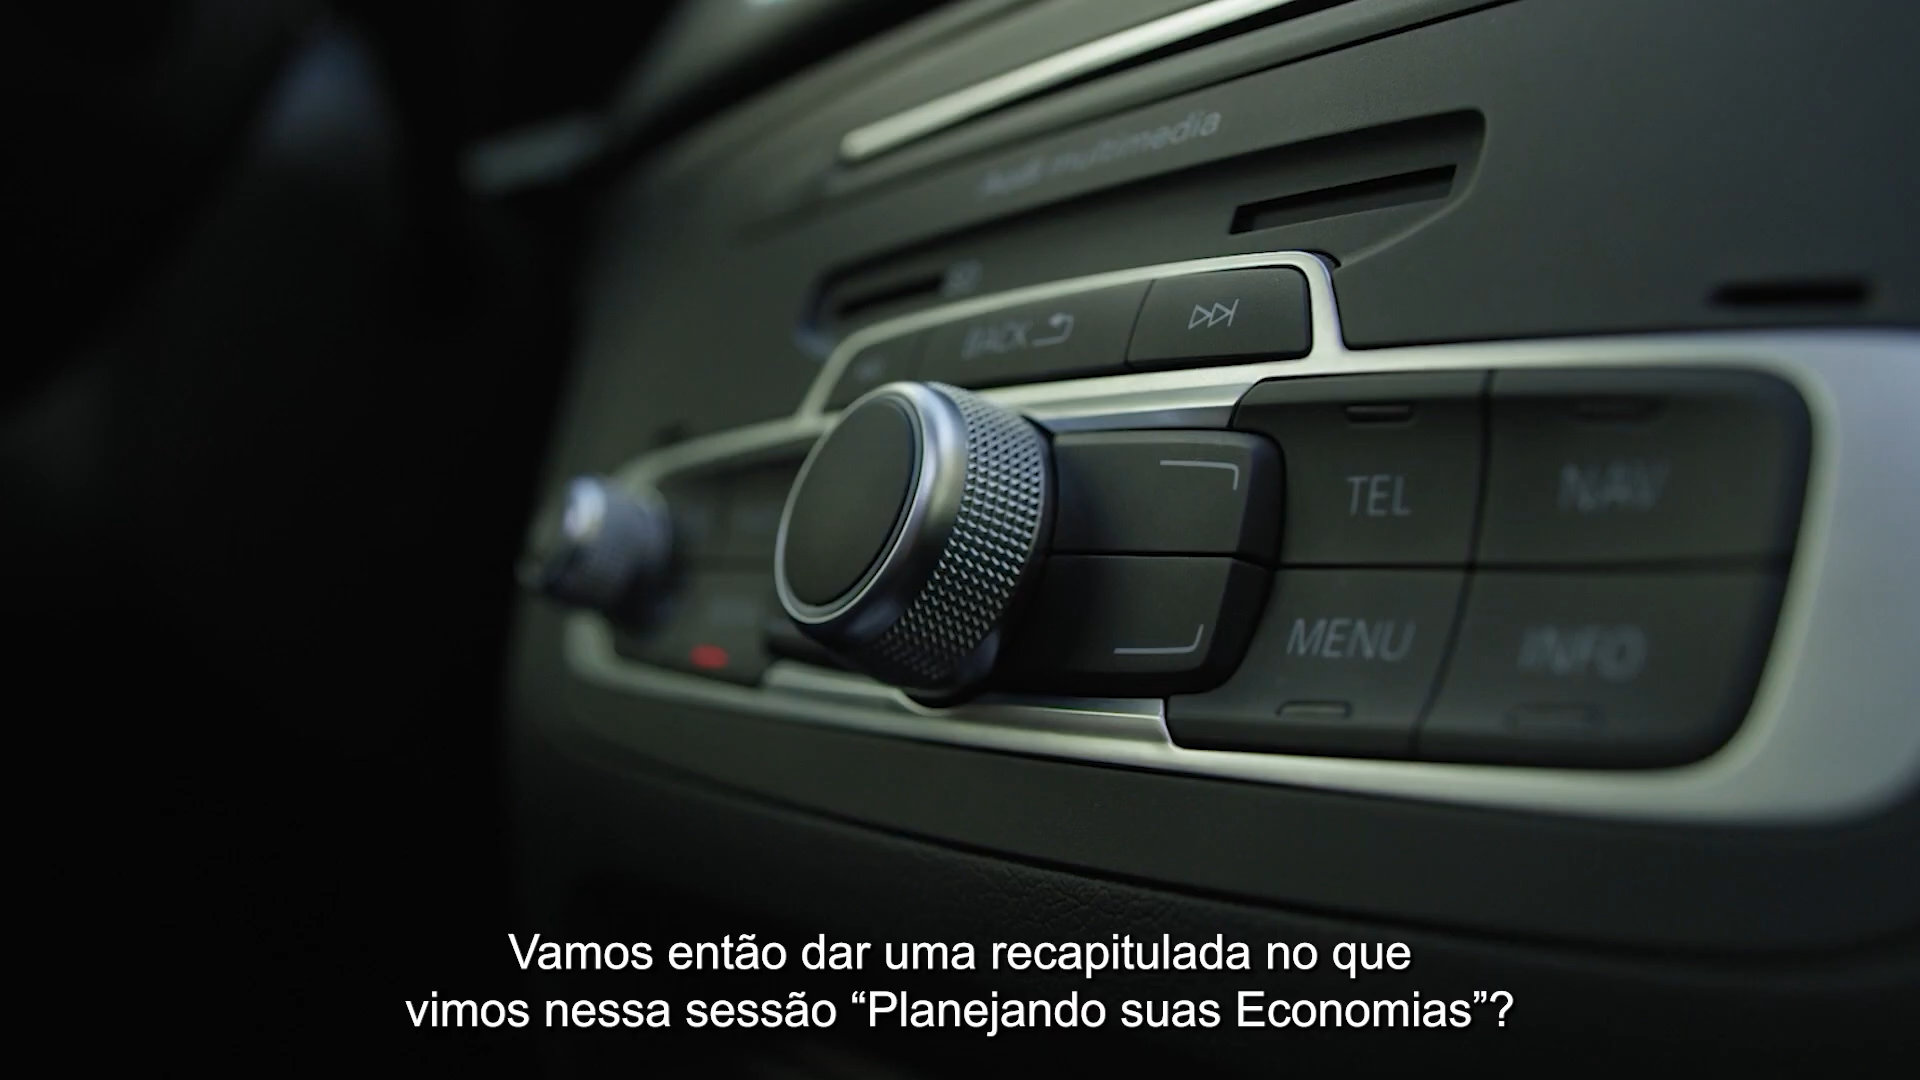 Audi multimedia
BACK
TEL
NAV
MENU
INFO
Vamos então dar uma recapitulada no que
vimos nessa sessão “Planejando suas Economias”?